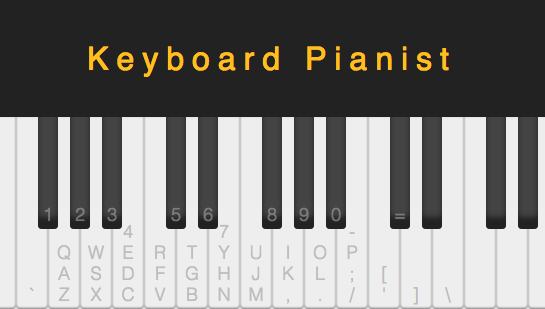 Keyboard Pianist
1 2 3 5 6 8 9 0 =
4 7 -
Q W E R T Y U I O P
A S D F G H J K L ; [
` Z X C V B N M , . / ' ] \